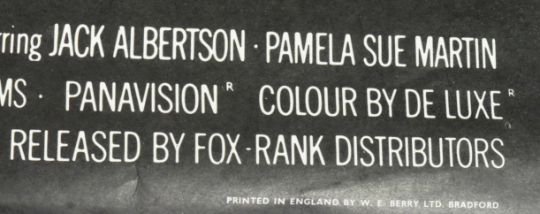 rring JACK ALBERTSON · PAMELA SUE MARTIN
MS · PANAVISION ® COLOUR BY DE LUXE ®
RELEASED BY FOX-RANK DISTRIBUTORS
PRINTED IN ENGLAND BY W. E. BERRY LTD. BRADFORD